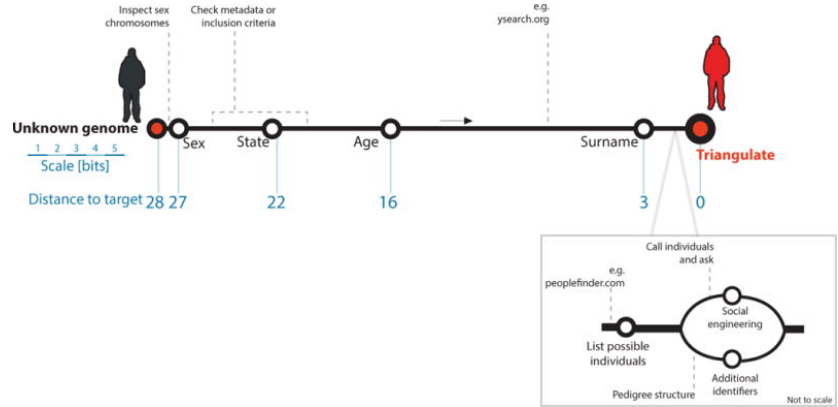 Inspect sex
chromosomes
Check metadata or
inclusion criteria
e.g.
ysearch.org
Unknown genome
Sex
State
Age
Surname
Triangulate
1 2 3 4 5
Scale [bits]
Distance to target 28 27 22 16 3 0
Call individuals
and ask
e.g.
peoplefinder.com
Social
engineering
List possible
individuals
Additional
identifiers
Pedigree structure
Not to scale